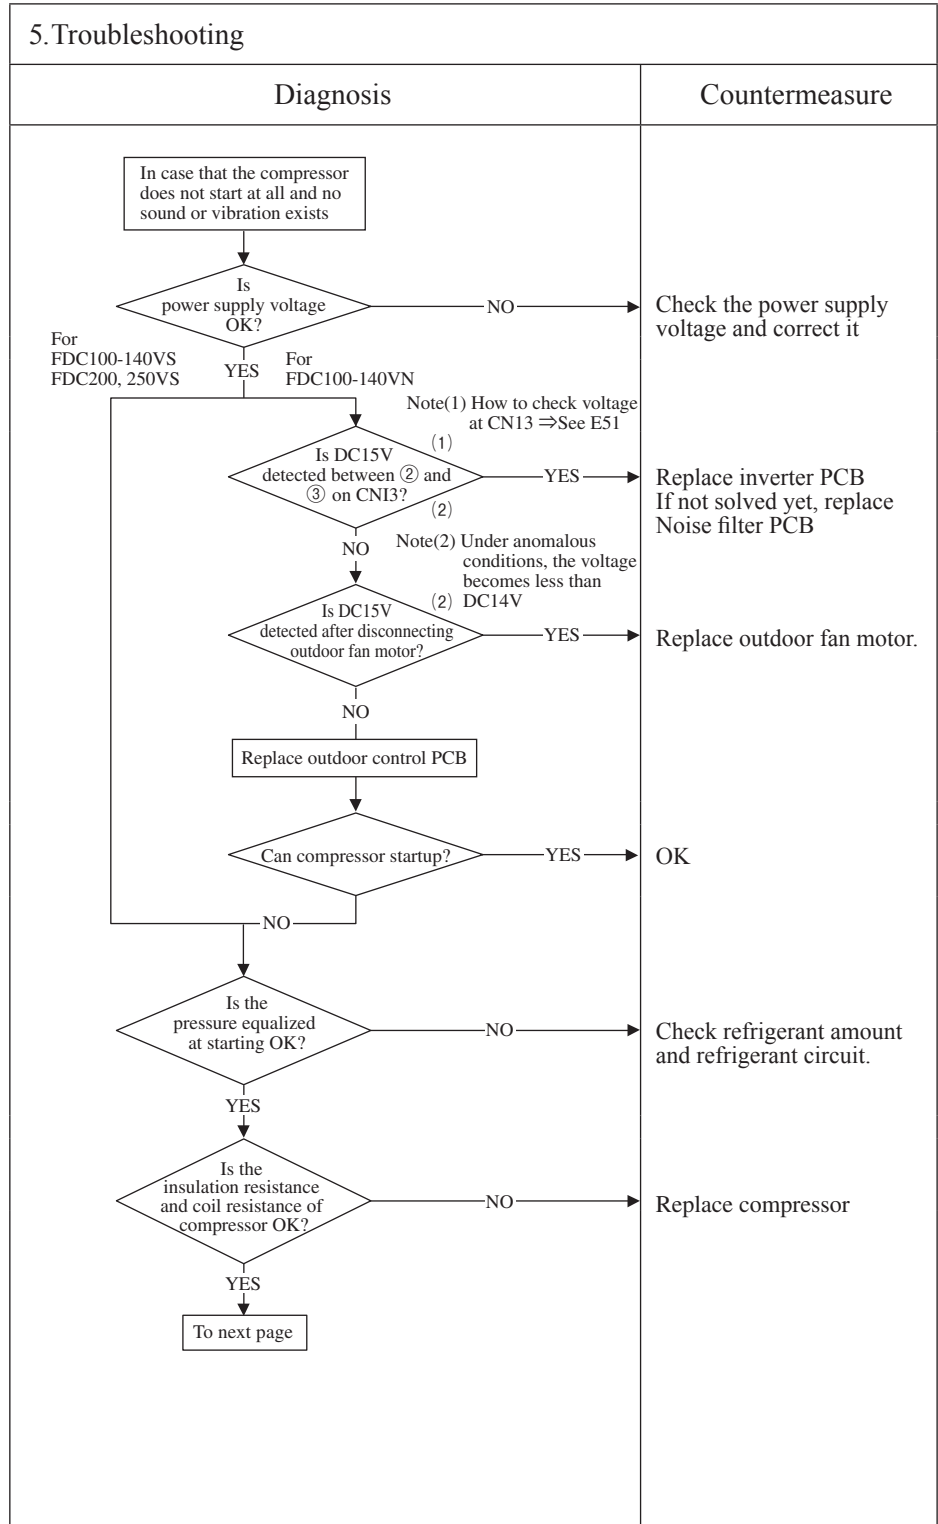 5.Troubleshooting
Diagnosis
Countermeasure
In case that the compressor
does not start at all and no
sound or vibration exists
Is
power supply voltage
OK?
NO
Check the power supply
voltage and correct it
For
FDC100-140VS
FDC200, 250VS
YES
For
FDC100-140VN
Note(1) How to check voltage
at CN13 ⇒See E51
(1)
Is DC15V
detected between ② and
③ on CNI3?
(2)
YES
Replace inverter PCB
If not solved yet, replace
Noise filter PCB
NO
Note(2) Under anomalous
conditions, the voltage
becomes less than
DC14V
(2)
Is DC15V
detected after disconnecting
outdoor fan motor?
YES
Replace outdoor fan motor.
NO
Replace outdoor control PCB
Can compressor startup?
YES
OK
NO
Is the
pressure equalized
at starting OK?
NO
Check refrigerant amount
and refrigerant circuit.
YES
Is the
insulation resistance
and coil resistance of
compressor OK?
NO
Replace compressor
YES
To next page